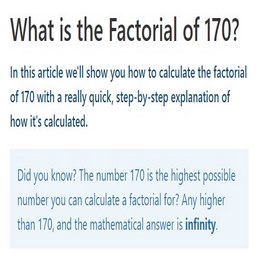 What is the Factorial of 170?
In this article we'll show you how to calculate the factorial
of 170 with a really quick, step-by-step explanation of
how it's calculated.
Did you know? The number 170 is the highest possible
number you can calculate a factorial for? Any higher
than 170, and the mathematical answer is infinity.